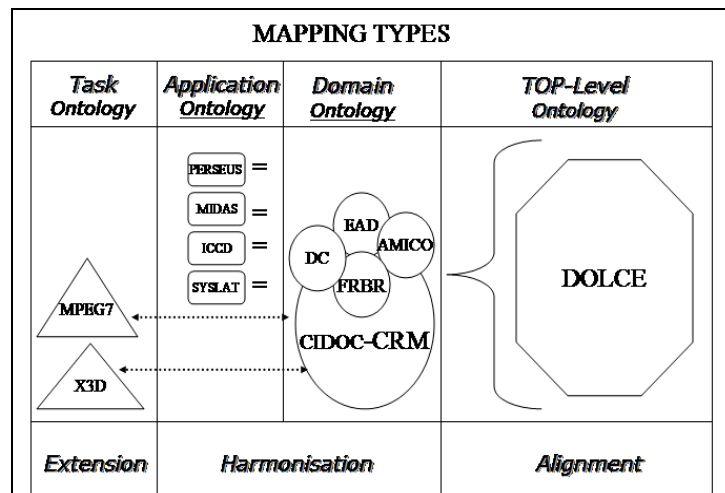 MAPPING TYPES
Task Ontology
Application Ontology
Domain Ontology
TOP-Level Ontology
PERSEUS =
MIDAS =
ICCD =
SYSLAT =
MPEG7
X3D
EAD
DC
AMICO
FRBR
CIDOC-CRM
DOLCE
Extension
Harmonisation
Alignment